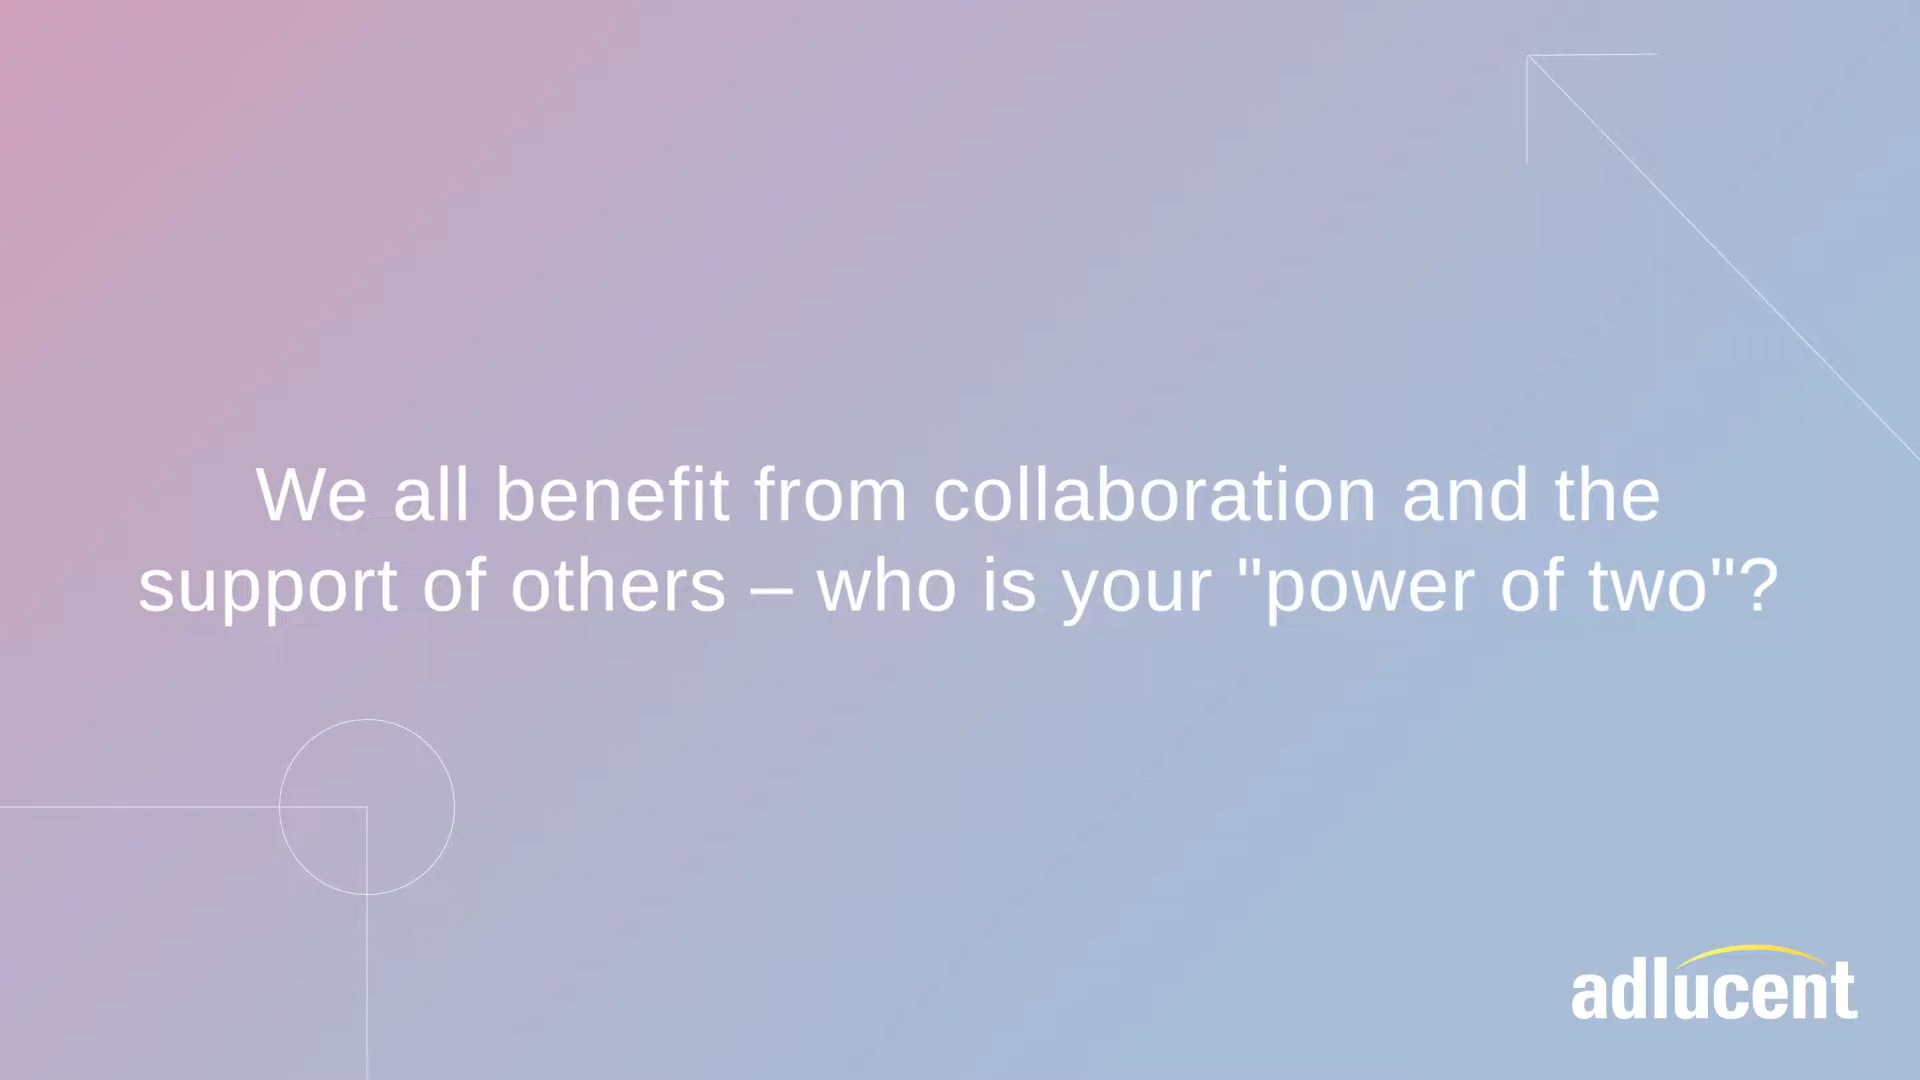 We all benefit from collaboration and the
support of others – who is your "power of two"?
adlucent